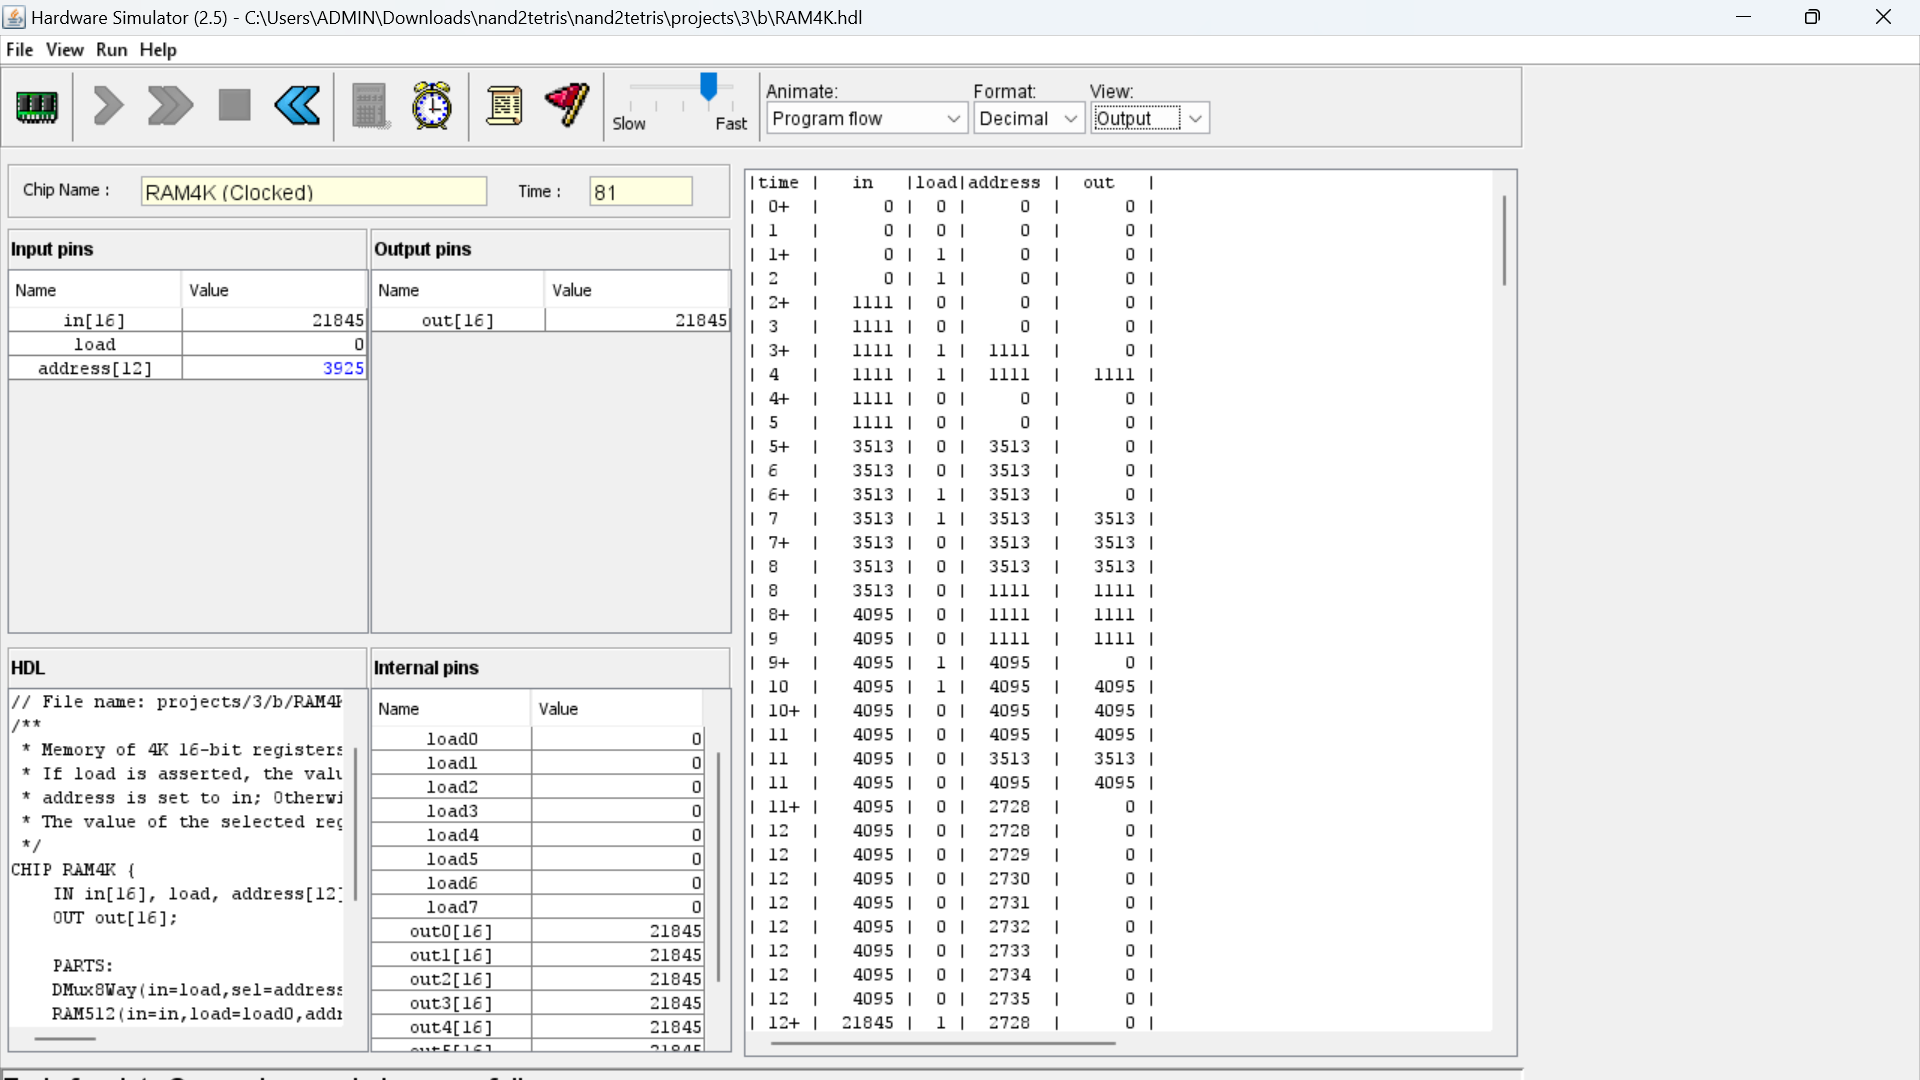 Hardware Simulator (2.5) - C:\Users\ADMIN\Downloads\nand2tetris\nand2tetris\projects\3\b\RAM4K.hdl
File View Run Help
Slow Fast
Animate: Format: View:
Program flow Decimal Output
Chip Name : RAM4K (Clocked) Time : 81
Input pins
Name Value
in[16] 21845
load 0
address[12] 3925
Output pins
Name Value
out[16] 21845
HDL
// File name: projects/3/b/RAM4K
/**
* Memory of 4K 16-bit registers
* If load is asserted, the valu
* address is set to in; Otherwi
* The value of the selected reg
*/
CHIP RAM4K {
IN in[16], load, address[12]
OUT out[16];
PARTS:
DMux8Way(in=load,sel=address
RAM512(in=in,load=load0,addr
Internal pins
Name Value
load0 0
load1 0
load2 0
load3 0
load4 0
load5 0
load6 0
load7 0
out0[16] 21845
out1[16] 21845
out2[16] 21845
out3[16] 21845
out4[16] 21845
|time | in |load|address | out |
| 0+ | 0 | 0 | 0 | 0 |
| 1 | 0 | 0 | 0 | 0 |
| 1+ | 0 | 1 | 0 | 0 |
| 2 | 0 | 1 | 0 | 0 |
| 2+ | 1111 | 0 | 0 | 0 |
| 3 | 1111 | 0 | 0 | 0 |
| 3+ | 1111 | 1 | 1111 | 0 |
| 4 | 1111 | 1 | 1111 | 1111 |
| 4+ | 1111 | 0 | 0 | 0 |
| 5 | 1111 | 0 | 0 | 0 |
| 5+ | 3513 | 0 | 3513 | 0 |
| 6 | 3513 | 0 | 3513 | 0 |
| 6+ | 3513 | 1 | 3513 | 0 |
| 7 | 3513 | 1 | 3513 | 3513 |
| 7+ | 3513 | 0 | 3513 | 3513 |
| 8 | 3513 | 0 | 3513 | 3513 |
| 8 | 3513 | 0 | 1111 | 1111 |
| 8+ | 4095 | 0 | 1111 | 1111 |
| 9 | 4095 | 0 | 1111 | 1111 |
| 9+ | 4095 | 1 | 4095 | 0 |
| 10 | 4095 | 1 | 4095 | 4095 |
| 10+ | 4095 | 0 | 4095 | 4095 |
| 11 | 4095 | 0 | 4095 | 4095 |
| 11 | 4095 | 0 | 3513 | 3513 |
| 11 | 4095 | 0 | 4095 | 4095 |
| 11+ | 4095 | 0 | 2728 | 0 |
| 12 | 4095 | 0 | 2728 | 0 |
| 12 | 4095 | 0 | 2729 | 0 |
| 12 | 4095 | 0 | 2730 | 0 |
| 12 | 4095 | 0 | 2731 | 0 |
| 12 | 4095 | 0 | 2732 | 0 |
| 12 | 4095 | 0 | 2733 | 0 |
| 12 | 4095 | 0 | 2734 | 0 |
| 12 | 4095 | 0 | 2735 | 0 |
| 12+ | 21845 | 1 | 2728 | 0 |